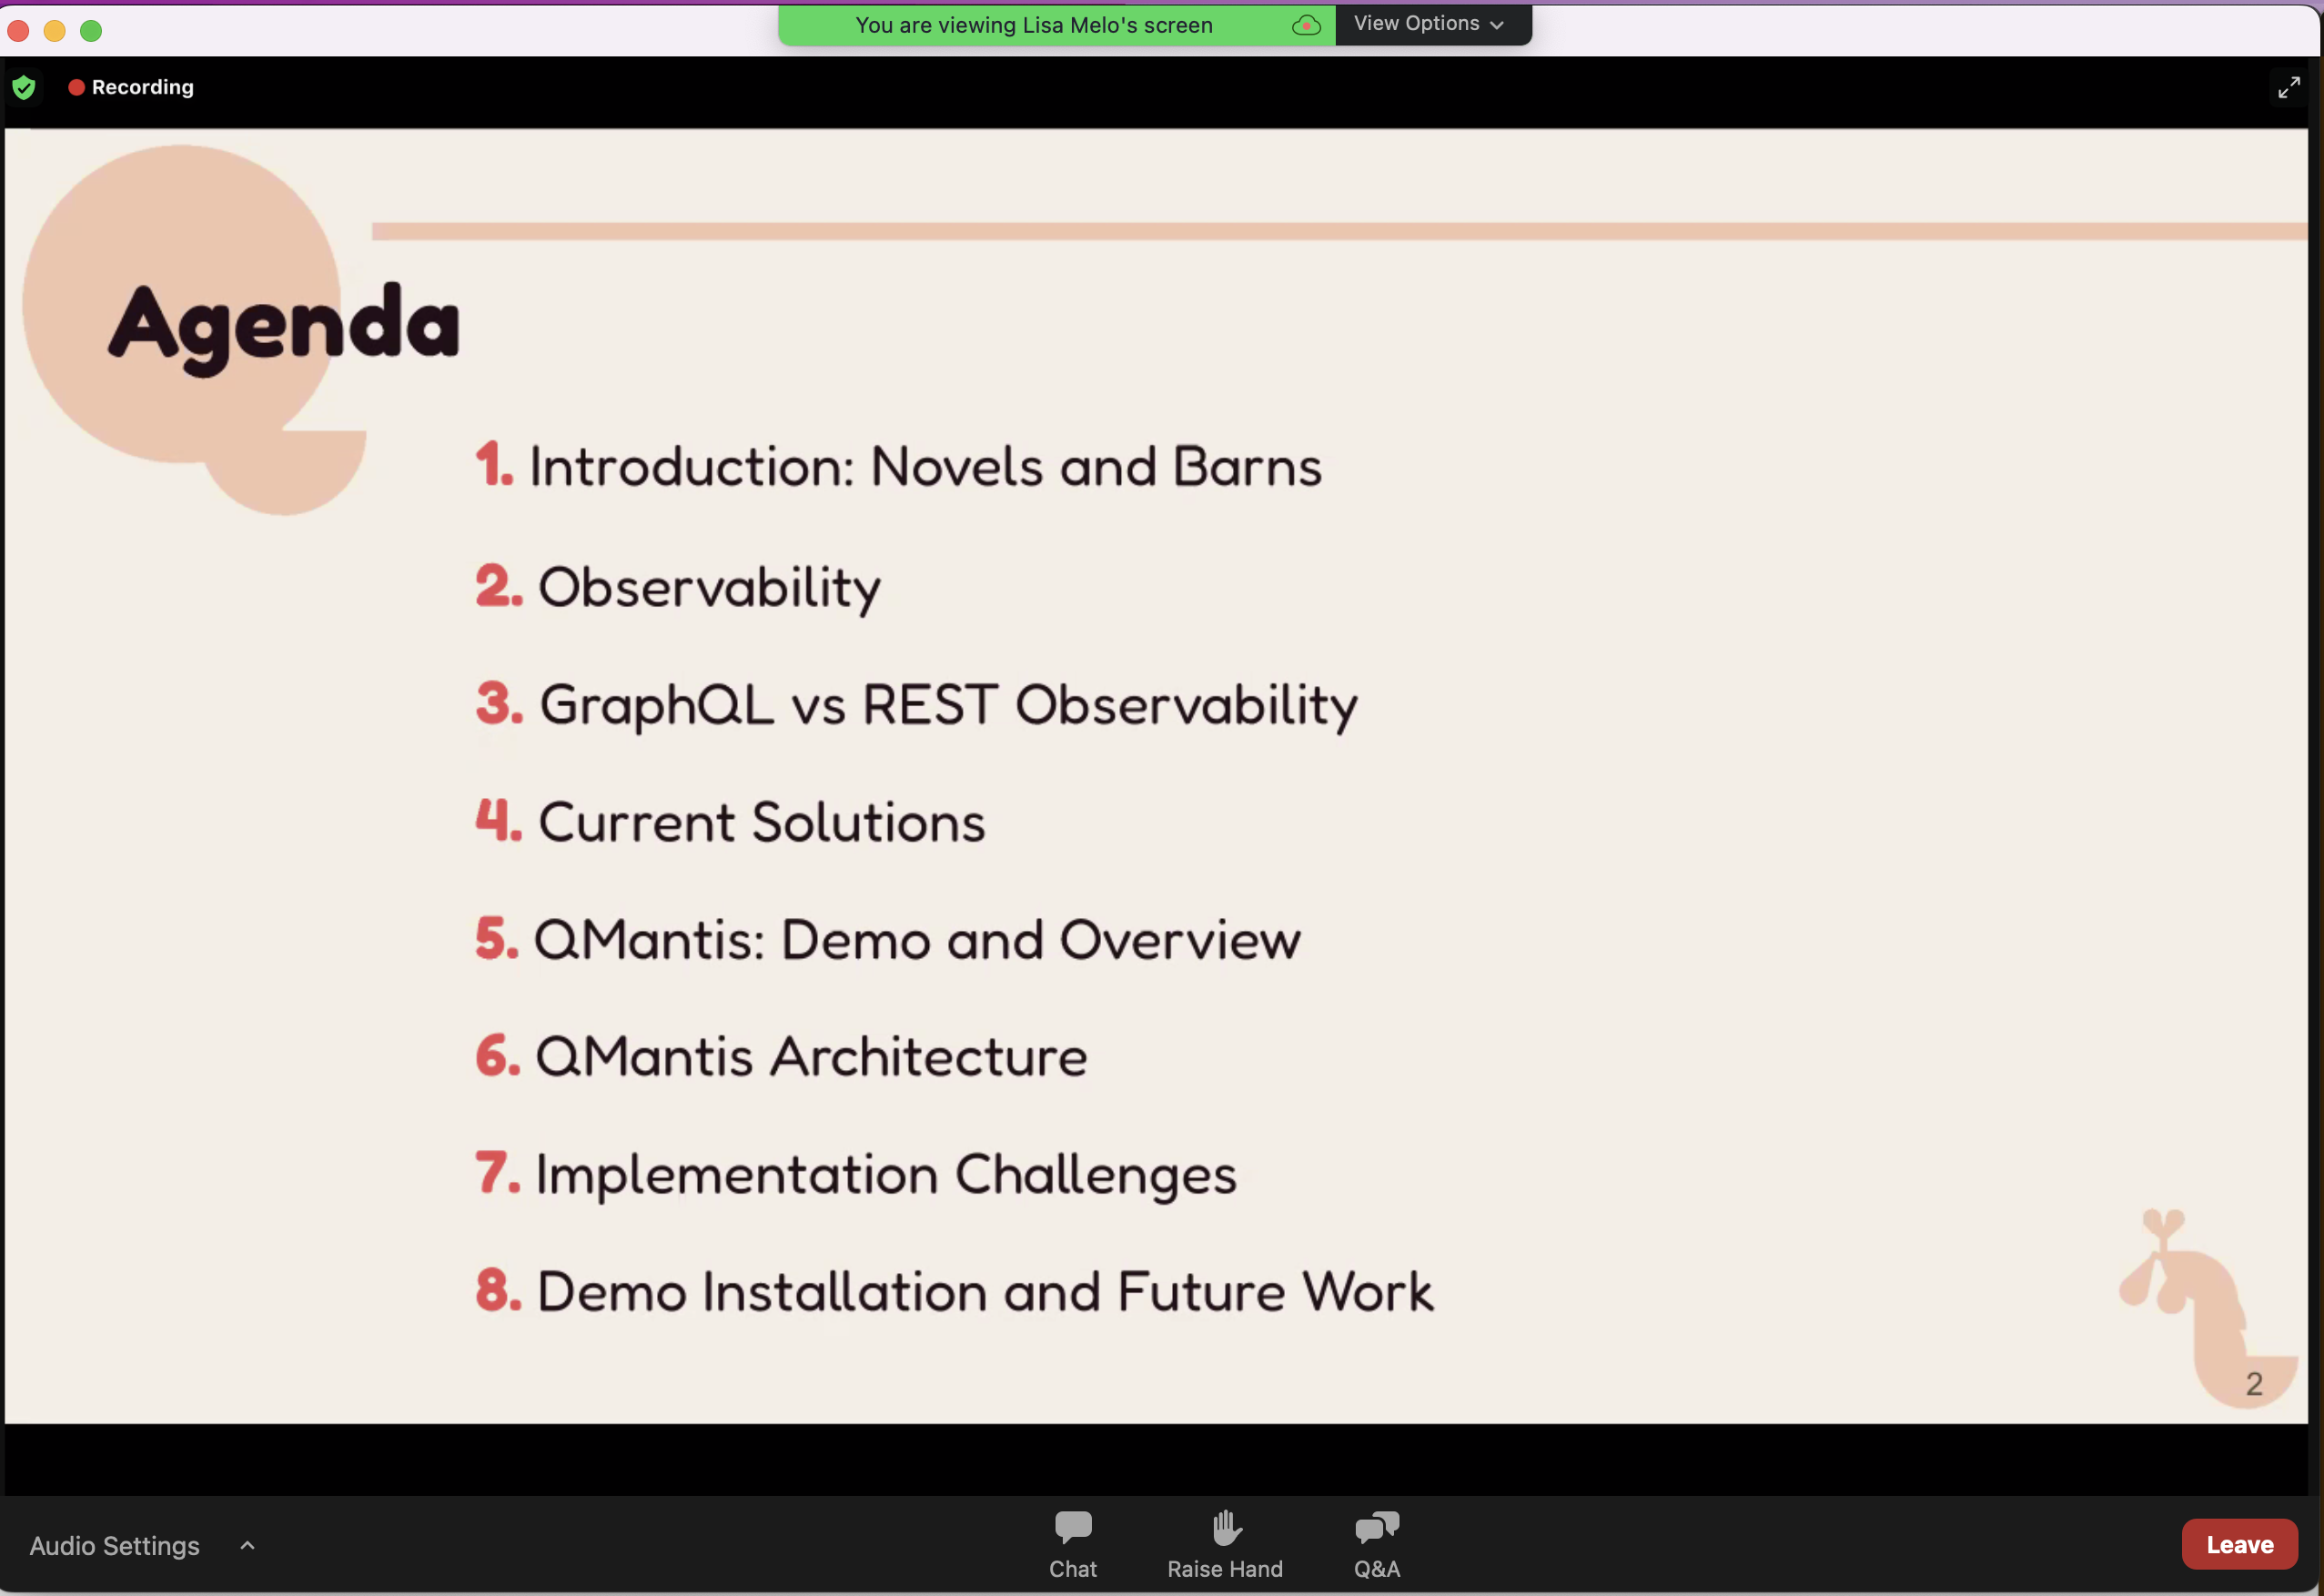 You are viewing Lisa Melo's screen
View Options
Recording
Agenda
1. Introduction: Novels and Barns
2. Observability
3. GraphQL vs REST Observability
4. Current Solutions
5. QMantis: Demo and Overview
6. QMantis Architecture
7. Implementation Challenges
8. Demo Installation and Future Work
2
Audio Settings
Chat
Raise Hand
Q&A
Leave